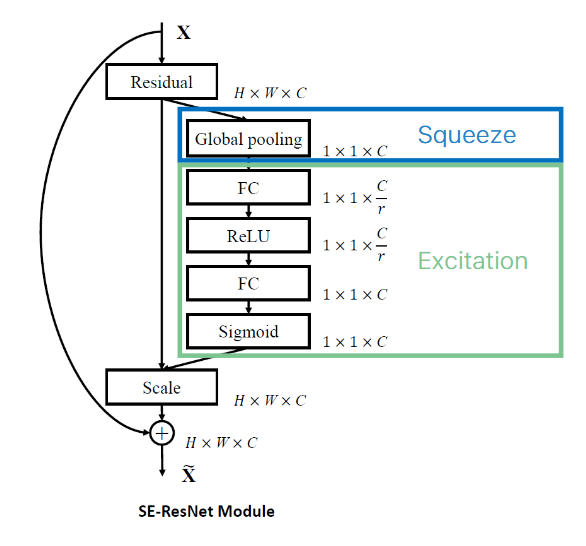 X
Residual
H × W × C
Global pooling
1 × 1 × C
Squeeze
FC
1 × 1 × C/r
ReLU
1 × 1 × C/r
Excitation
FC
1 × 1 × C
Sigmoid
1 × 1 × C
Scale
H × W × C
+
H × W × C
X̃
SE-ResNet Module